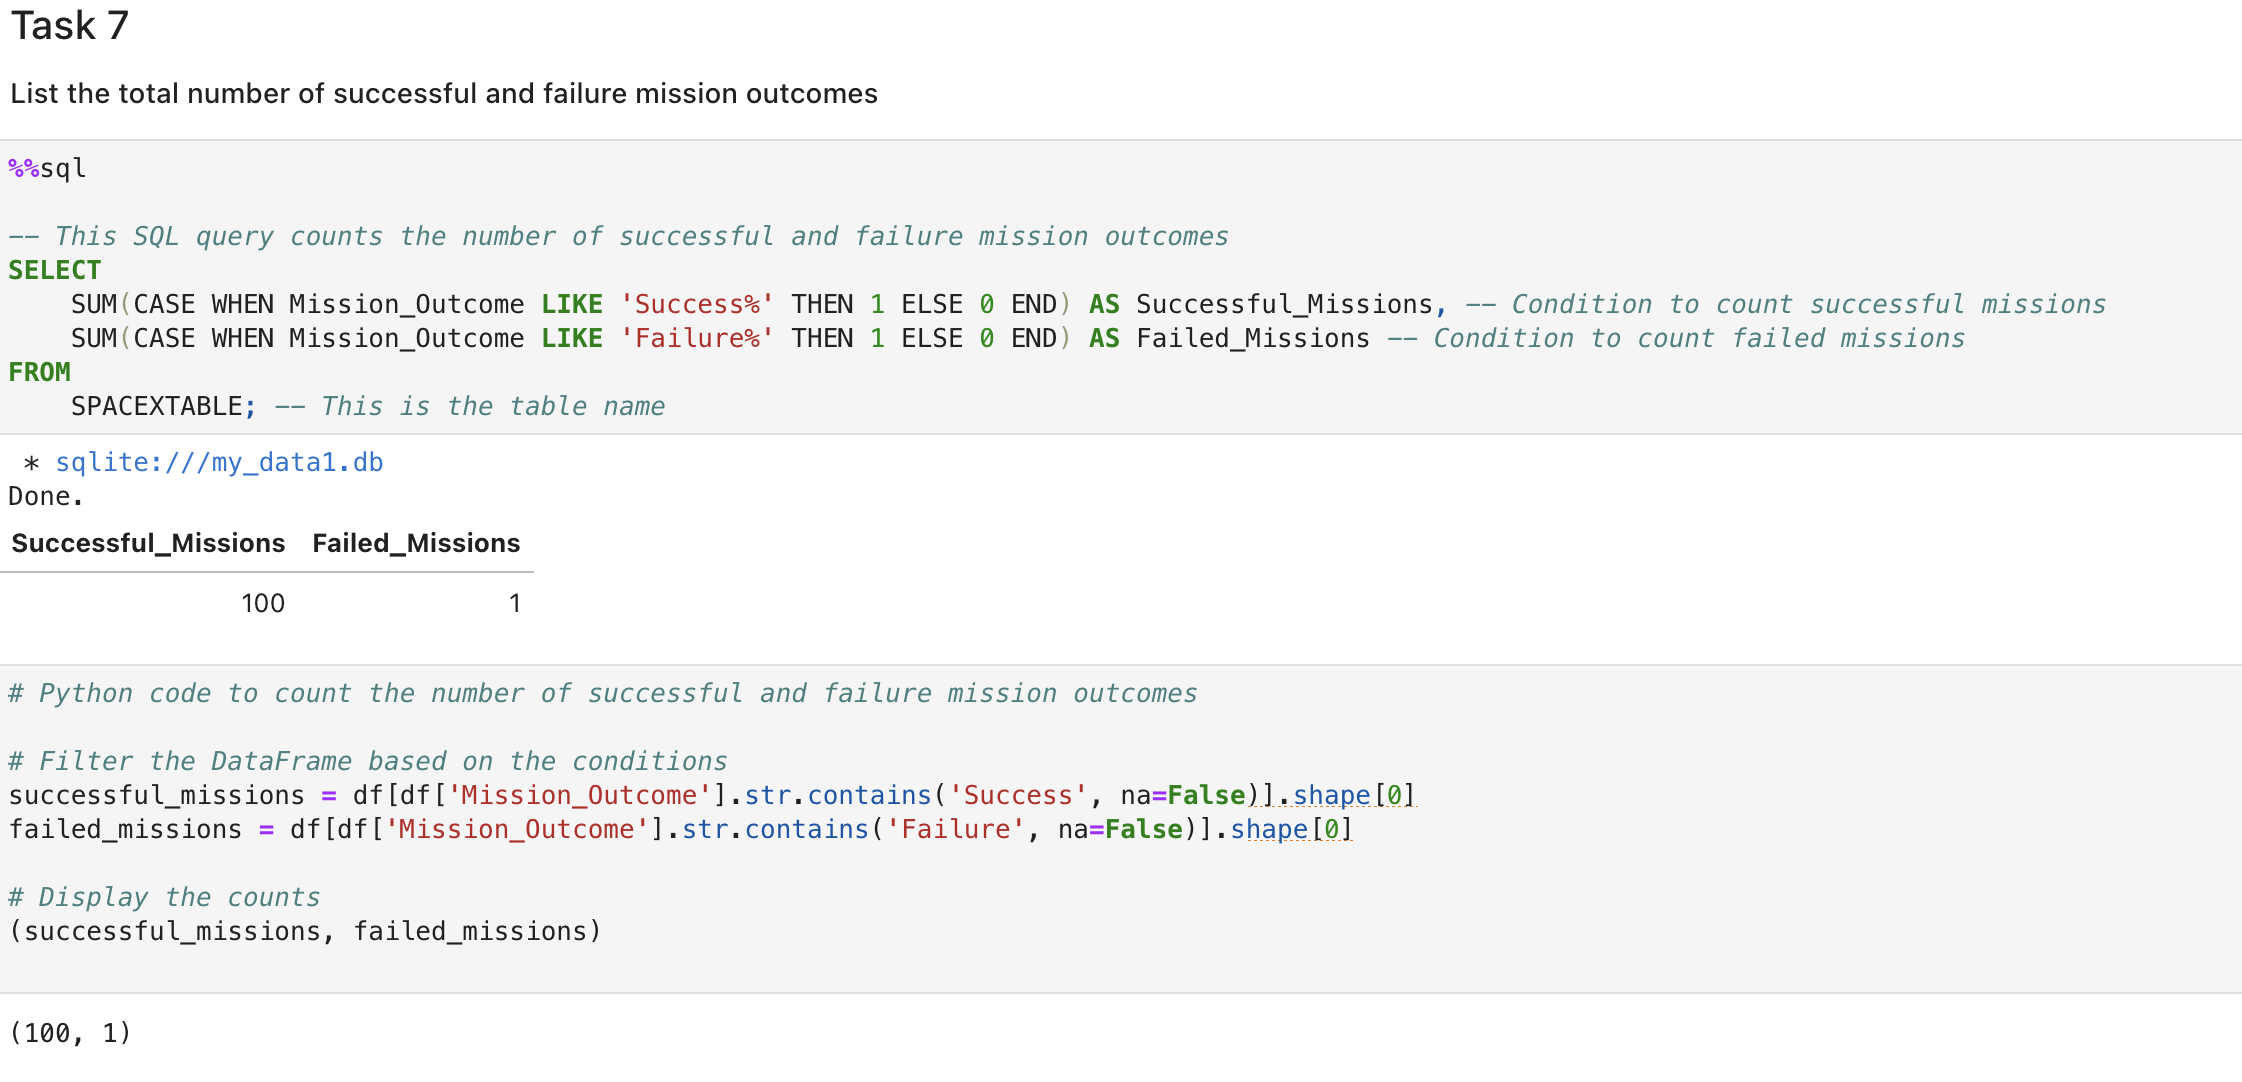 Task 7
List the total number of successful and failure mission outcomes
%%sql
-- This SQL query counts the number of successful and failure mission outcomes
SELECT
    SUM(CASE WHEN Mission_Outcome LIKE 'Success%' THEN 1 ELSE 0 END) AS Successful_Missions, -- Condition to count successful missions
    SUM(CASE WHEN Mission_Outcome LIKE 'Failure%' THEN 1 ELSE 0 END) AS Failed_Missions -- Condition to count failed missions
FROM
    SPACEXTABLE; -- This is the table name
 * sqlite:///my_data1.db
Done.
Successful_Missions Failed_Missions
100 1
# Python code to count the number of successful and failure mission outcomes
# Filter the DataFrame based on the conditions
successful_missions = df[df['Mission_Outcome'].str.contains('Success', na=False)].shape[0]
failed_missions = df[df['Mission_Outcome'].str.contains('Failure', na=False)].shape[0]
# Display the counts
(successful_missions, failed_missions)
(100, 1)